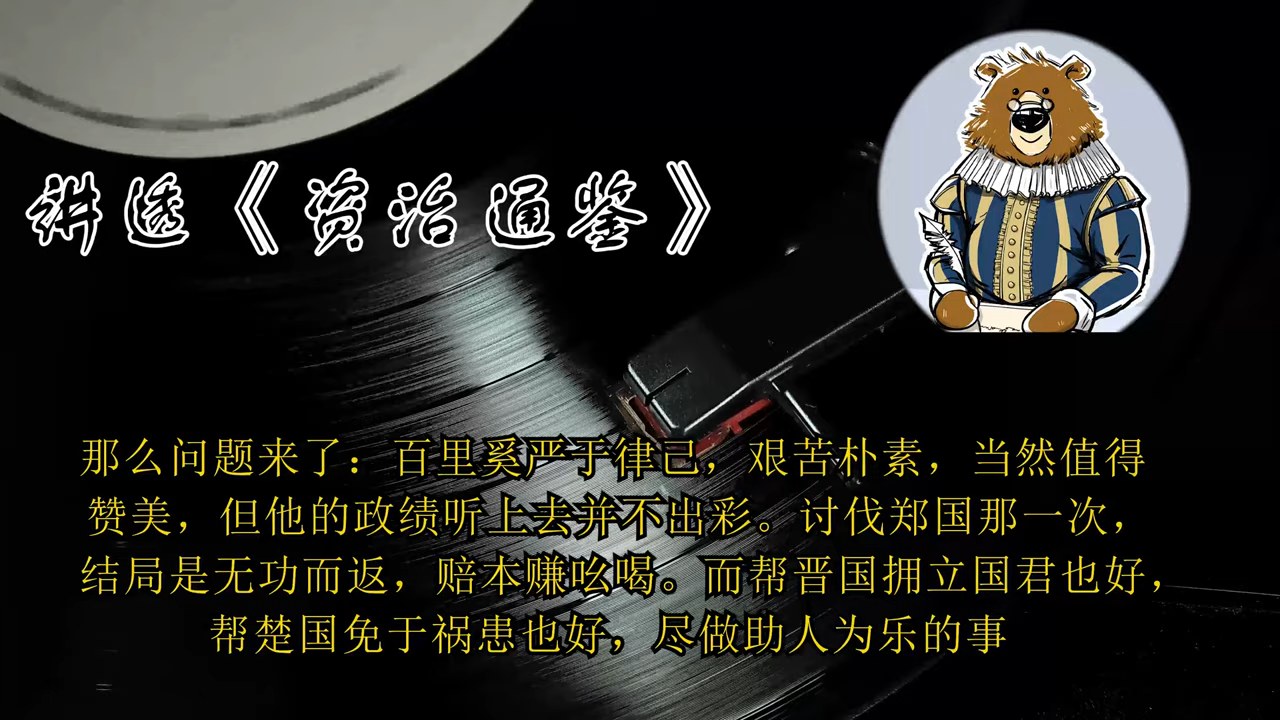 讲透《资治通鉴》
那么问题来了：百里奚严于律己，艰苦朴素，当然值得
赞美，但他的政绩听上去并不出彩。讨伐郑国那一次，
结局是无功而返，赔本赚吆喝。而帮晋国拥立国君也好，
帮楚国免于祸患也好，尽做助人为乐的事